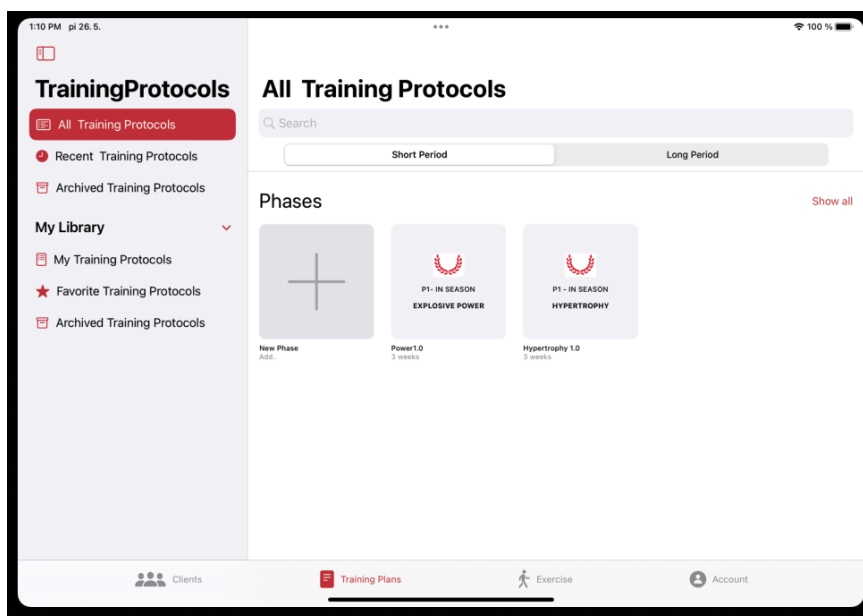 1:10 PM pi 26. 5.
100 %
TrainingProtocols
All Training Protocols
Recent Training Protocols
Archived Training Protocols
My Library
My Training Protocols
Favorite Training Protocols
Archived Training Protocols
All Training Protocols
Search
Short Period Long Period
Phases Show all
New Phase
Add..
P1- IN SEASON
EXPLOSIVE POWER
Power1.0
3 weeks
P1 - IN SEASON
HYPERTROPHY
Hypertrophy 1.0
3 weeks
Clients Training Plans Exercise Account